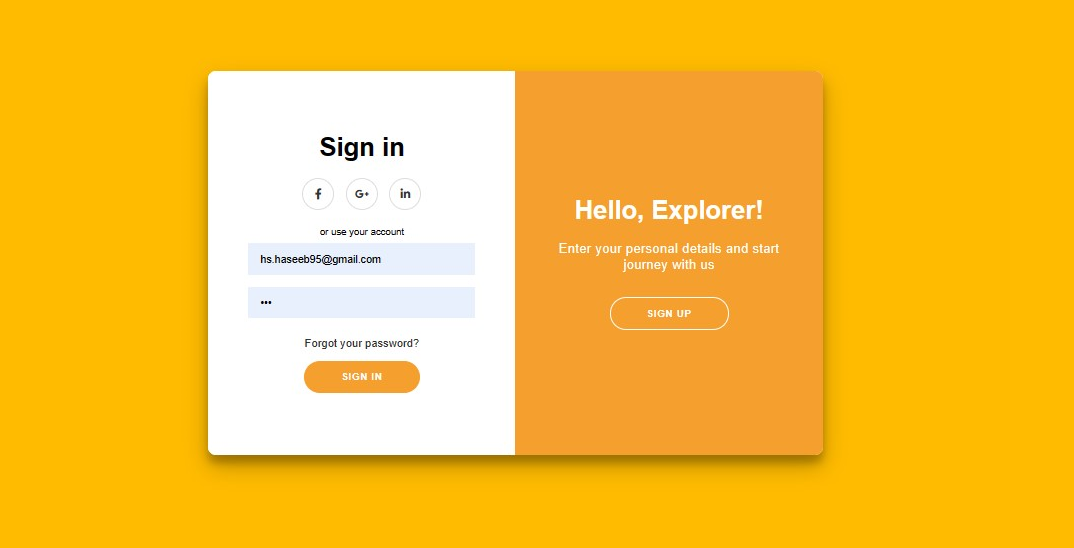 Sign in
f G+ in
or use your account
hs.haseeb95@gmail.com
•••
Forgot your password?
SIGN IN
Hello, Explorer!
Enter your personal details and start
journey with us
SIGN UP